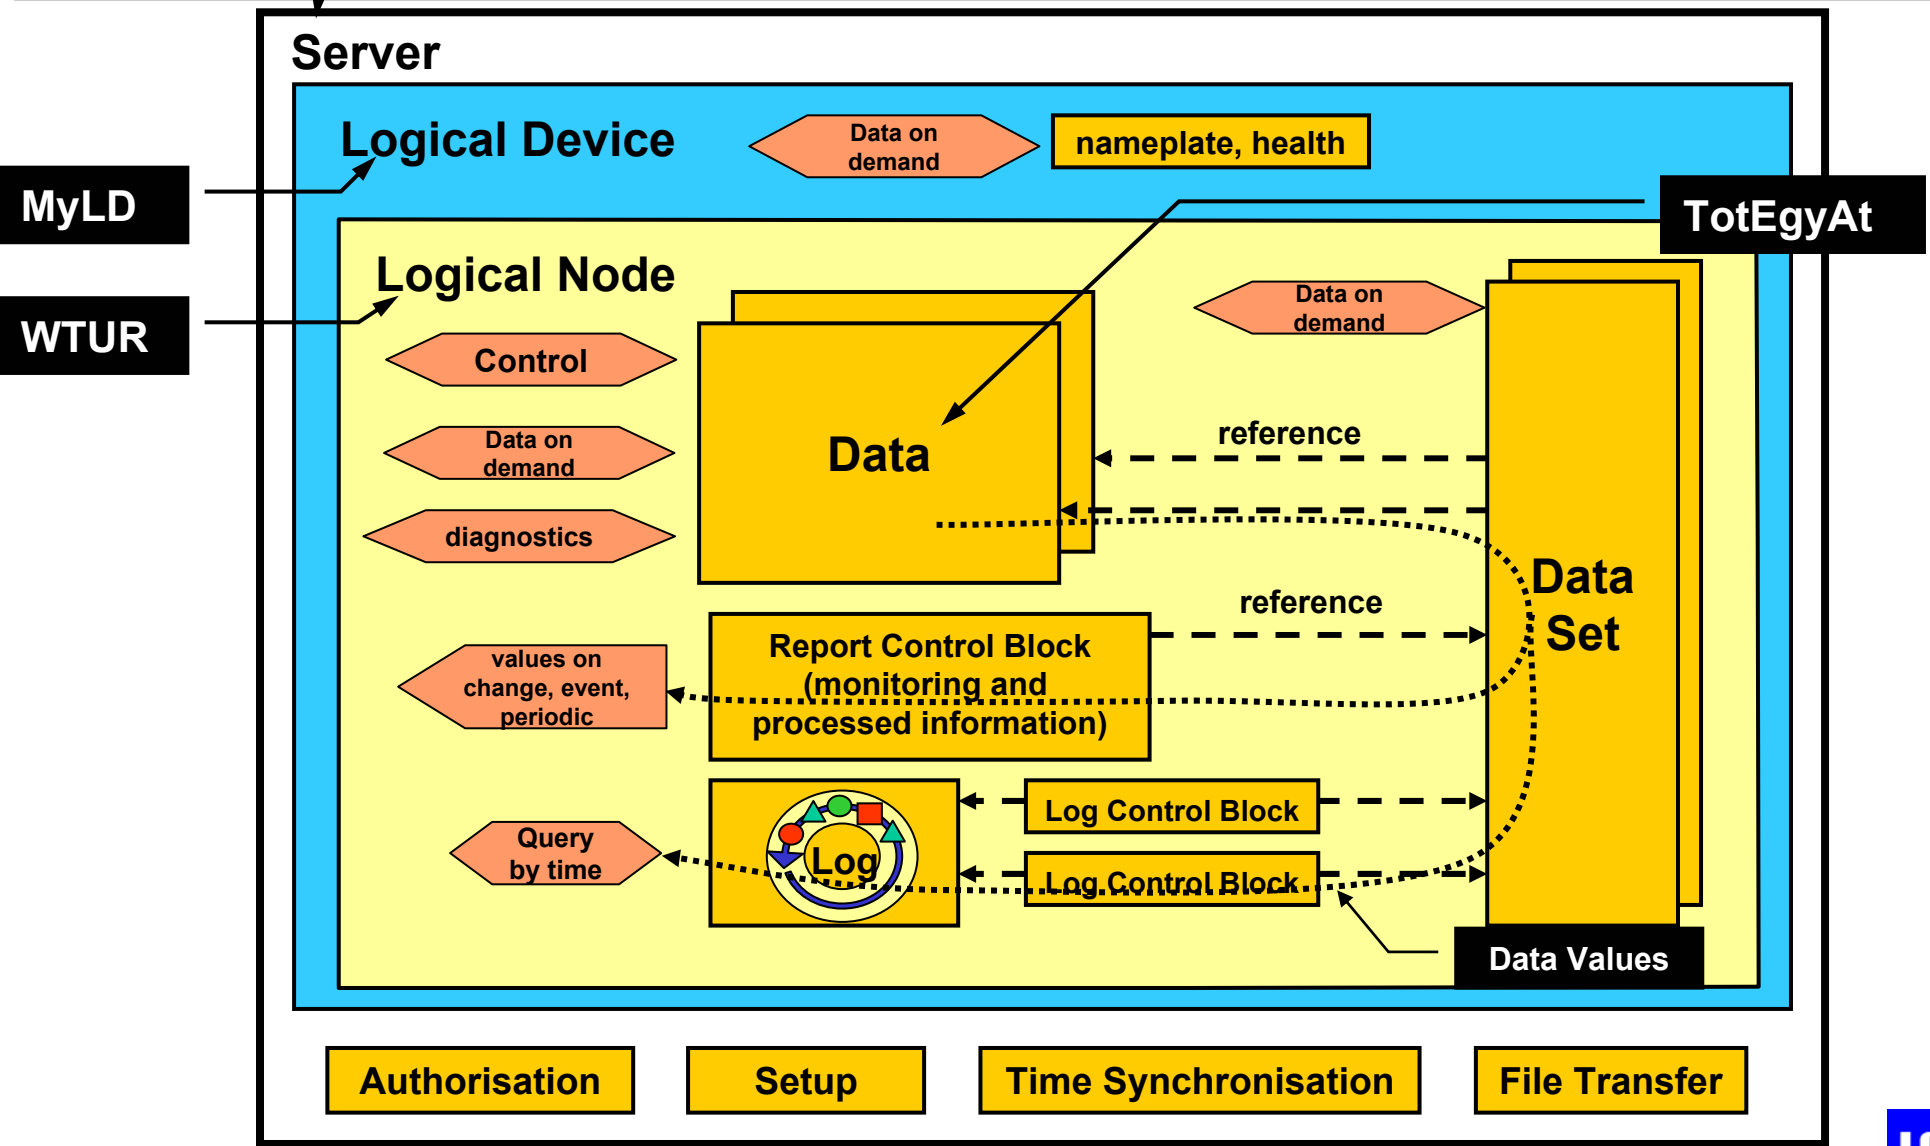 Server
Logical Device
Data on
demand
nameplate, health
MyLD
TotEgyAt
Logical Node
Data on
demand
WTUR
Control
Data on
demand
Data
reference
diagnostics
Data
Set
reference
values on
change, event,
periodic
Report Control Block
(monitoring and
processed information)
Query
by time
Log
Log Control Block
Log Control Block
Data Values
Authorisation
Setup
Time Synchronisation
File Transfer